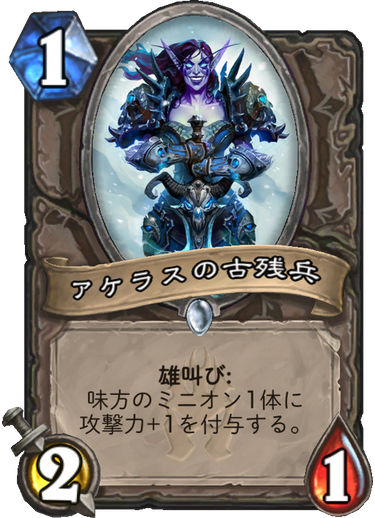 1
アケラスの古残兵
雄叫び:
味方のミニオン1体に
攻撃力+1を付与する。
2
1